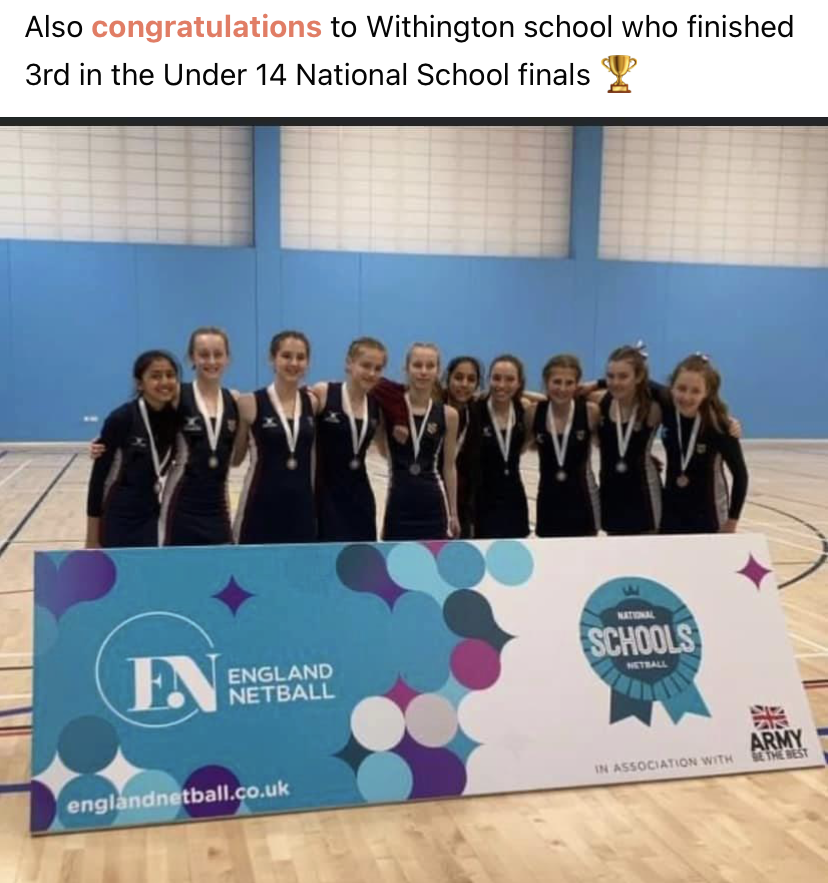 Also congratulations to Withington school who finished
3rd in the Under 14 National School finals 🏆
EN
ENGLAND
NETBALL
englandnetball.co.uk
NATIONAL
SCHOOLS
NETBALL
IN ASSOCIATION WITH
ARMY
BE THE BEST